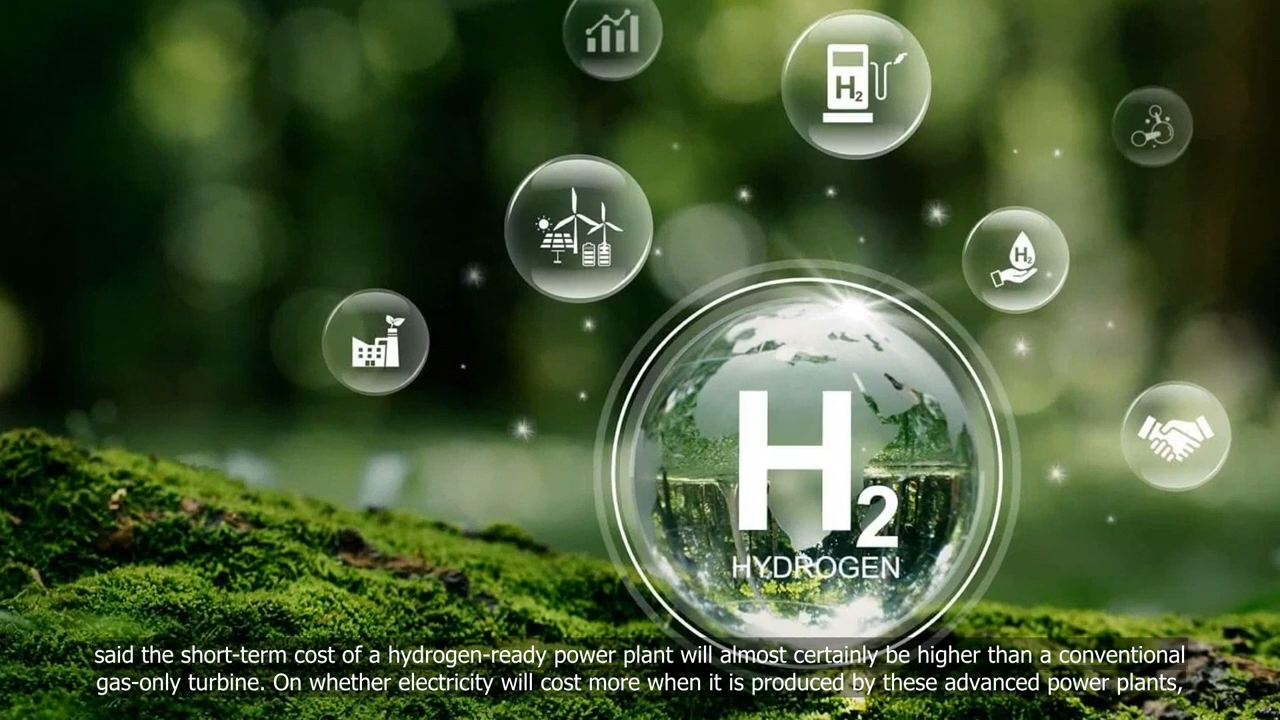 H₂
H₂
H₂
HYDROGEN
said the short-term cost of a hydrogen-ready power plant will almost certainly be higher than a conventional
gas-only turbine. On whether electricity will cost more when it is produced by these advanced power plants,